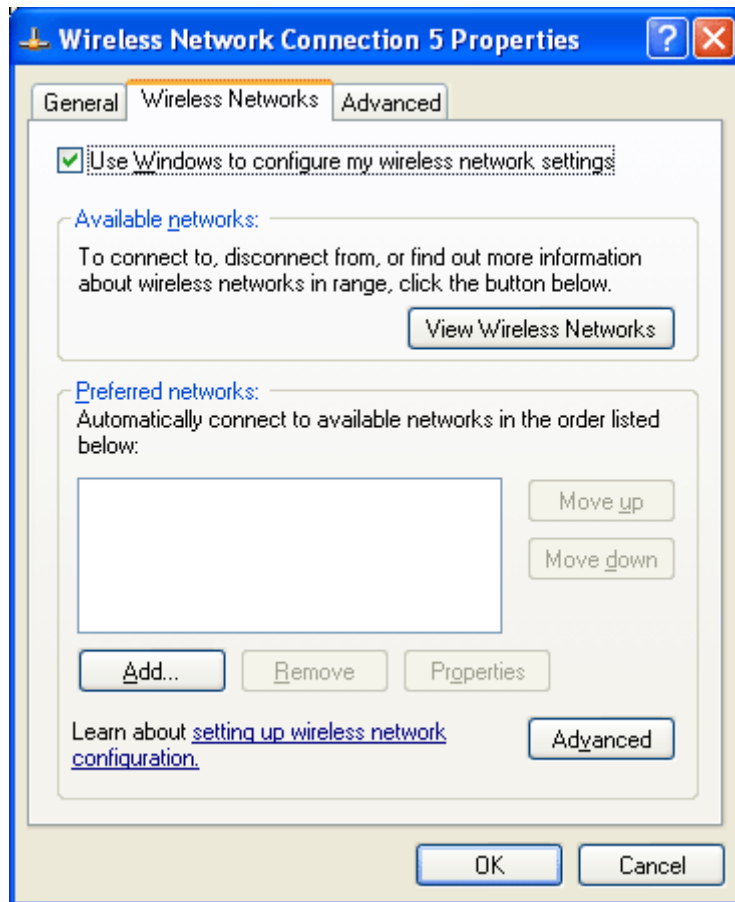 Wireless Network Connection 5 Properties
General Wireless Networks Advanced
Use Windows to configure my wireless network settings
Available networks:
To connect to, disconnect from, or find out more information
about wireless networks in range, click the button below.
View Wireless Networks
Preferred networks:
Automatically connect to available networks in the order listed
below:
Move up
Move down
Add... Remove Properties
Learn about setting up wireless network
configuration.
Advanced
OK Cancel